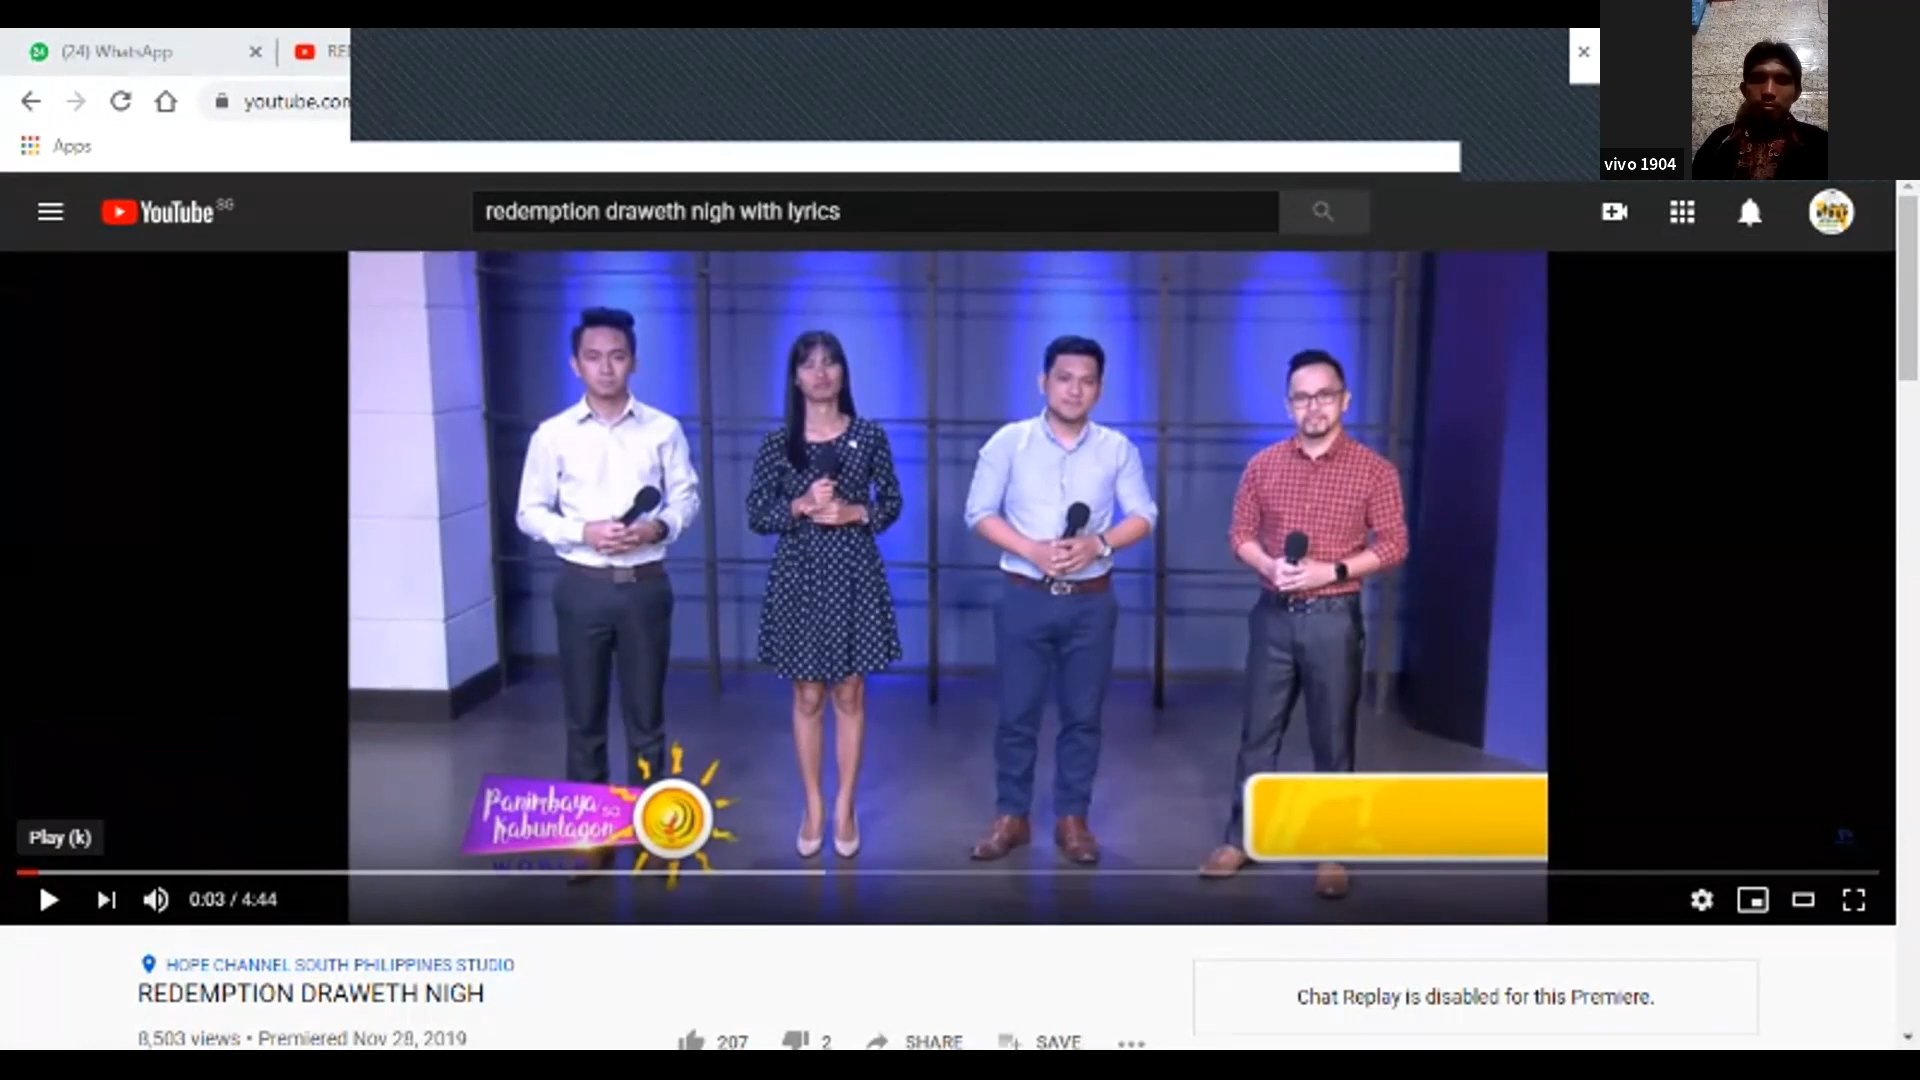 (24) WhatsApp
youtube.com
Apps
vivo 1904
YouTube SG
redemption draweth nigh with lyrics
Panimbaya sa
Kabuntagon
Play (k)
0:03 / 4:44
HOPE CHANNEL SOUTH PHILIPPINES STUDIO
REDEMPTION DRAWETH NIGH
8,503 views • Premiered Nov 28, 2019
207
2
SHARE
SAVE
Chat Replay is disabled for this Premiere.